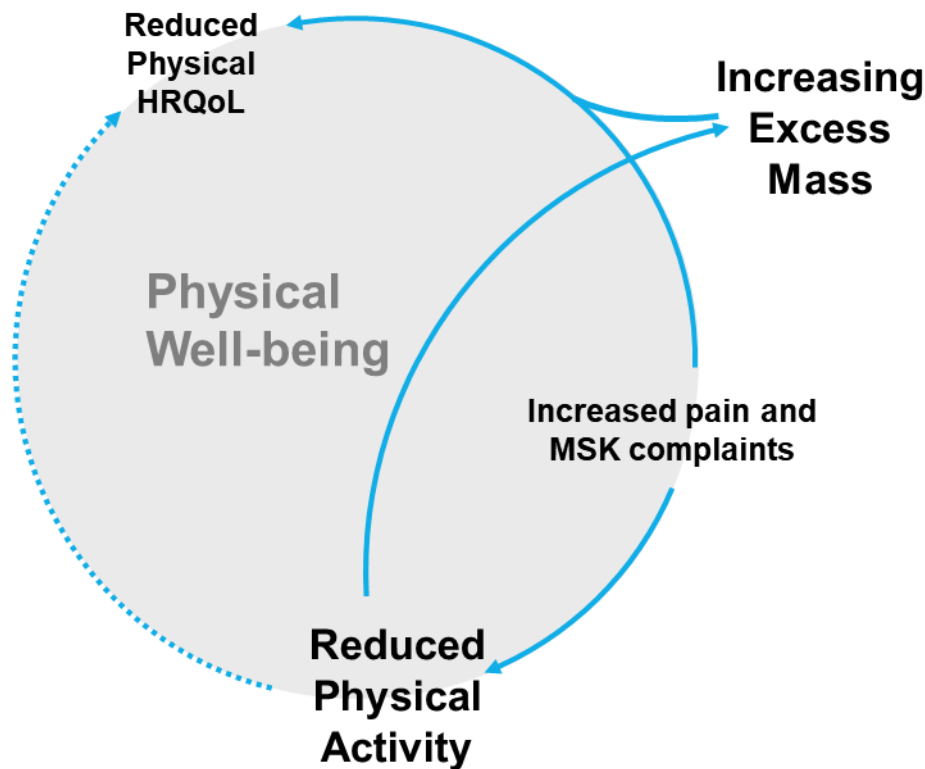 Reduced
Physical
HRQoL
Increasing
Excess
Mass
Physical
Well-being
Increased pain and
MSK complaints
Reduced
Physical
Activity